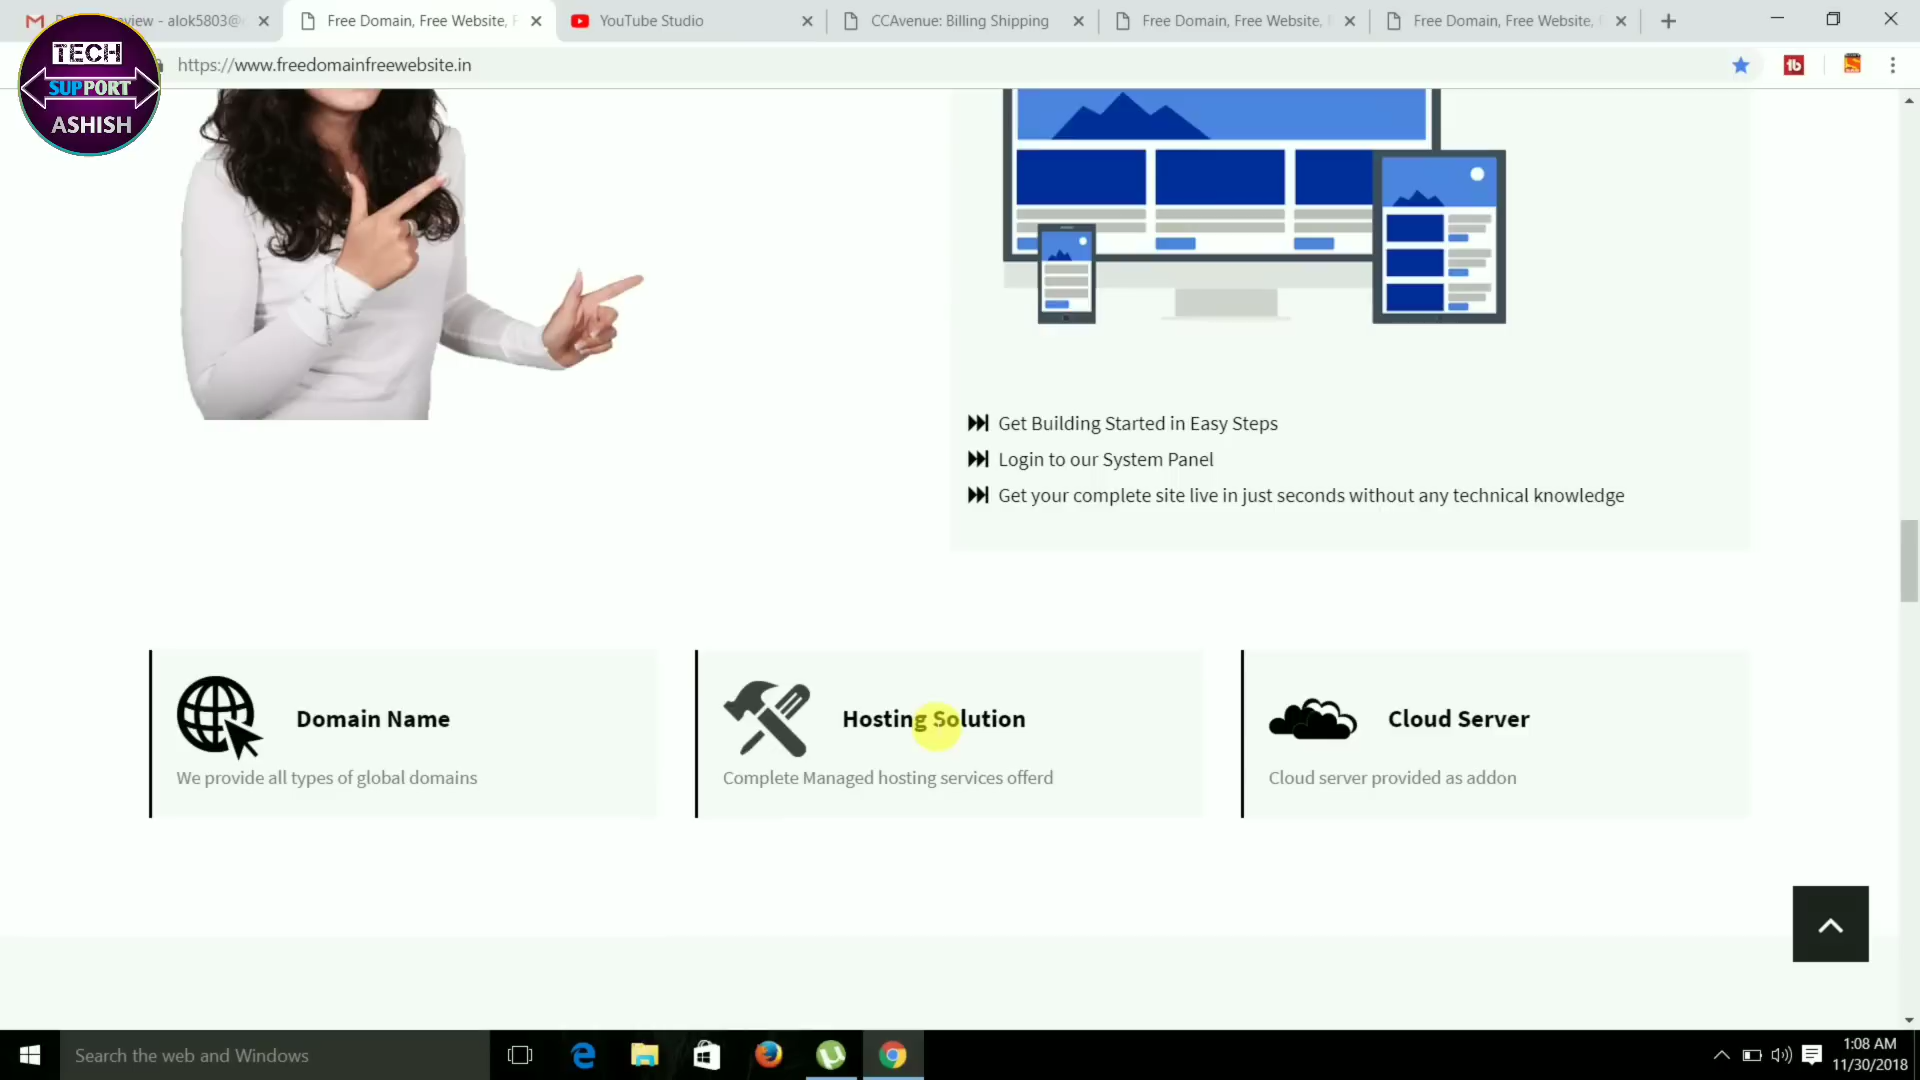 view - alok5803@
Free Domain, Free Website,
YouTube Studio
CCAvenue: Billing Shipping
Free Domain, Free Website,
Free Domain, Free Website,
TECH
SUPPORT
ASHISH
https://www.freedomainfreewebsite.in
Get Building Started in Easy Steps
Login to our System Panel
Get your complete site live in just seconds without any technical knowledge
Domain Name
We provide all types of global domains
Hosting Solution
Complete Managed hosting services offerd
Cloud Server
Cloud server provided as addon
Search the web and Windows
1:08 AM
11/30/2018